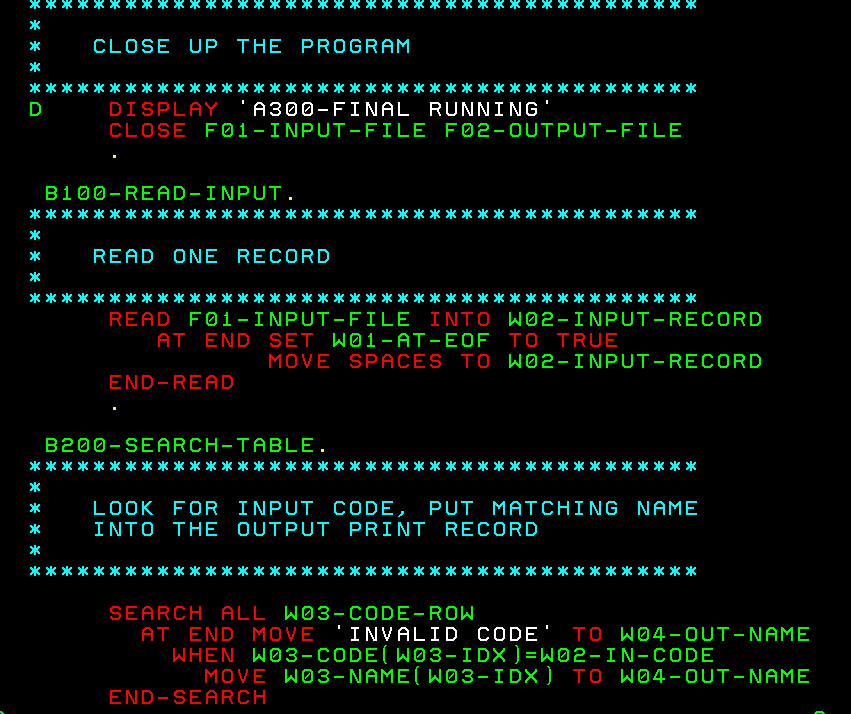 ******************************************
*
*   CLOSE UP THE PROGRAM
*
******************************************
D    DISPLAY 'A300-FINAL RUNNING'
     CLOSE F01-INPUT-FILE F02-OUTPUT-FILE
     .
 B100-READ-INPUT.
******************************************
*
*   READ ONE RECORD
*
******************************************
     READ F01-INPUT-FILE INTO W02-INPUT-RECORD
        AT END SET W01-AT-EOF TO TRUE
               MOVE SPACES TO W02-INPUT-RECORD
     END-READ
     .
 B200-SEARCH-TABLE.
******************************************
*
*   LOOK FOR INPUT CODE, PUT MATCHING NAME
*   INTO THE OUTPUT PRINT RECORD
*
******************************************
     SEARCH ALL W03-CODE-ROW
       AT END MOVE 'INVALID CODE' TO W04-OUT-NAME
         WHEN W03-CODE(W03-IDX)=W02-IN-CODE
           MOVE W03-NAME(W03-IDX) TO W04-OUT-NAME
     END-SEARCH